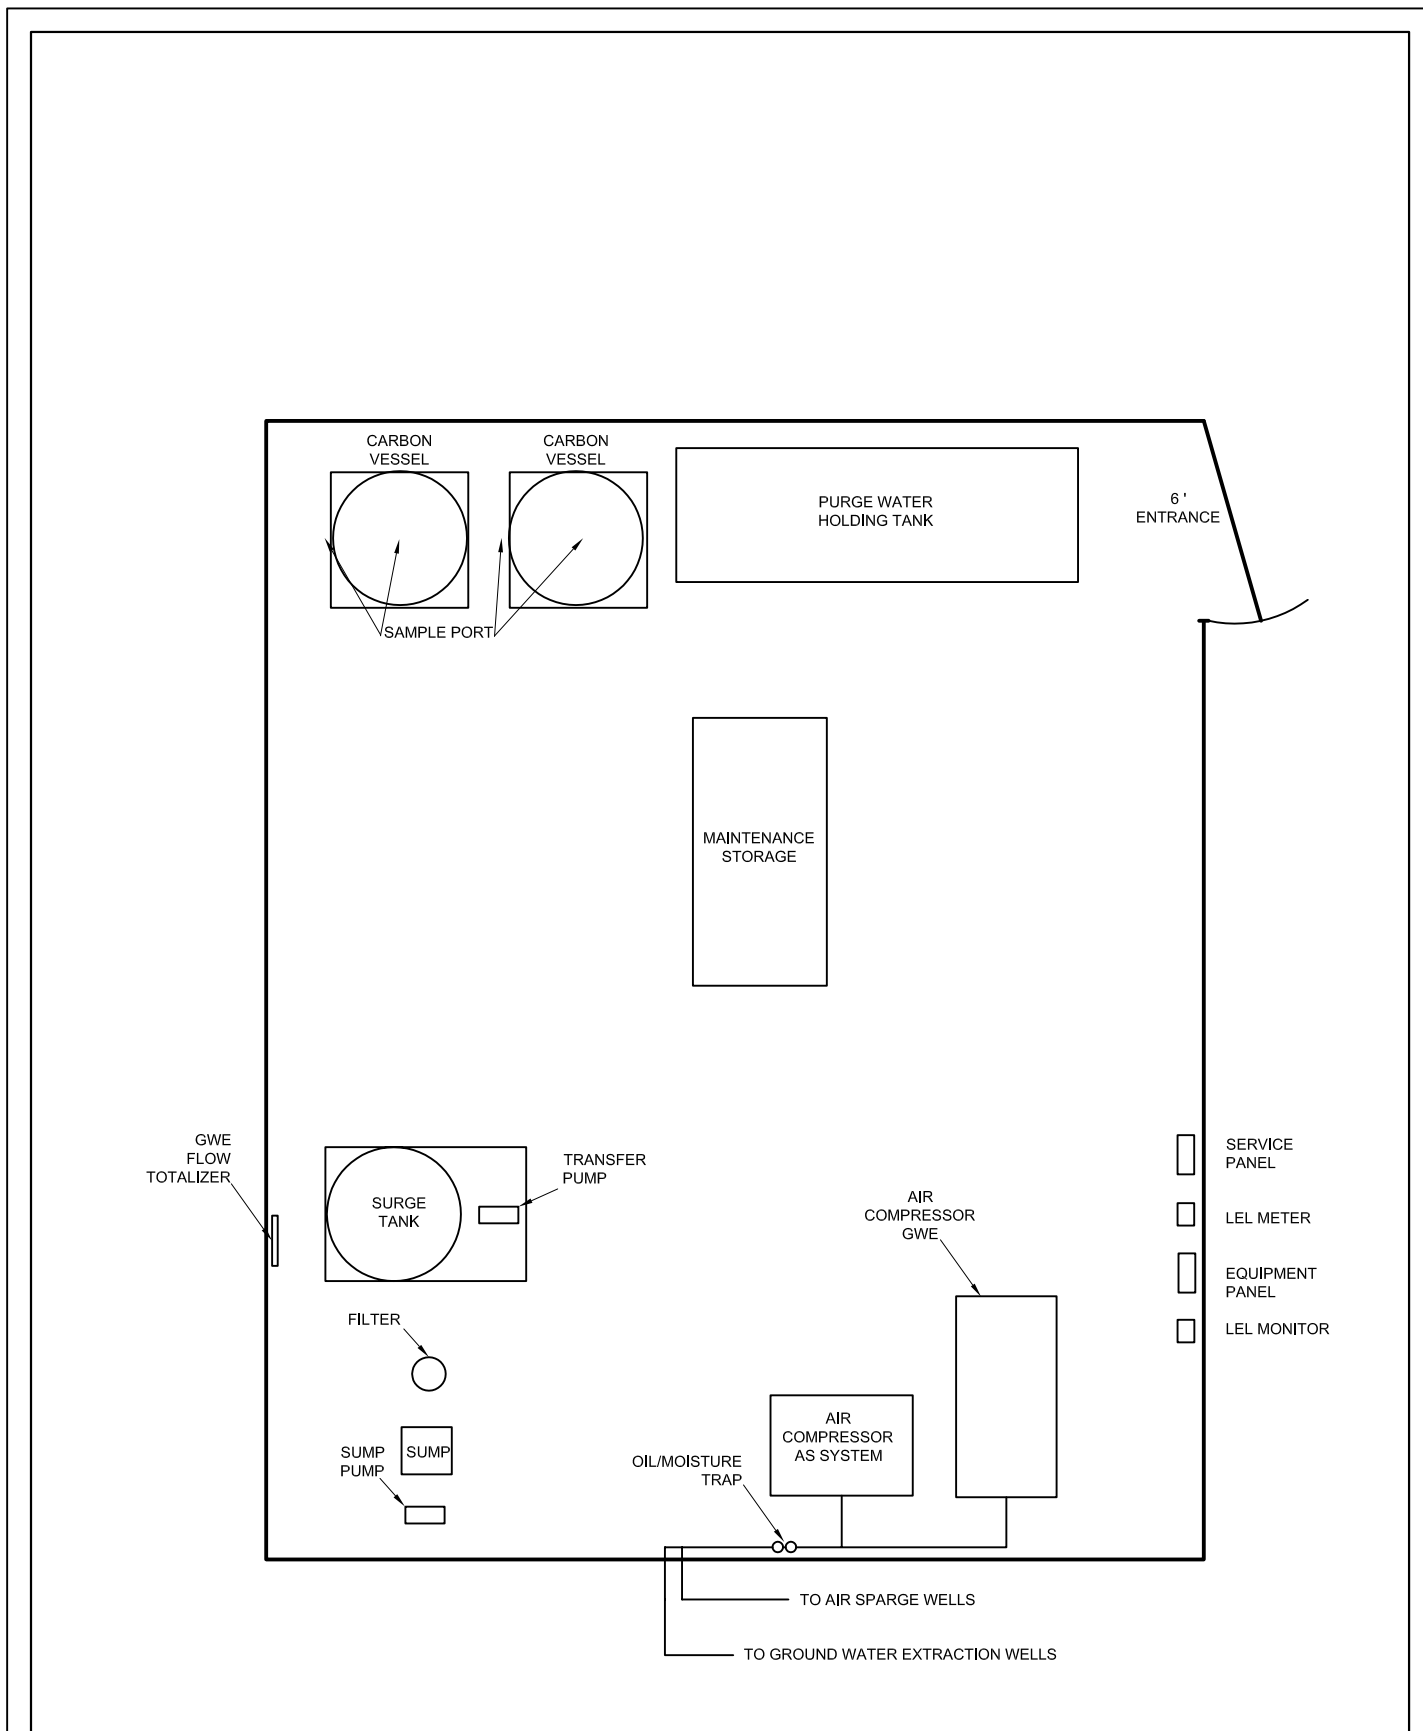 CARBON
VESSEL
CARBON
VESSEL
PURGE WATER
HOLDING TANK
6 '
ENTRANCE
SAMPLE PORT
MAINTENANCE
STORAGE
GWE
FLOW
TOTALIZER
SURGE
TANK
TRANSFER
PUMP
SERVICE
PANEL
AIR
COMPRESSOR
GWE
LEL METER
EQUIPMENT
PANEL
LEL MONITOR
FILTER
SUMP
PUMP
SUMP
OIL/MOISTURE
TRAP
AIR
COMPRESSOR
AS SYSTEM
TO AIR SPARGE WELLS
TO GROUND WATER EXTRACTION WELLS